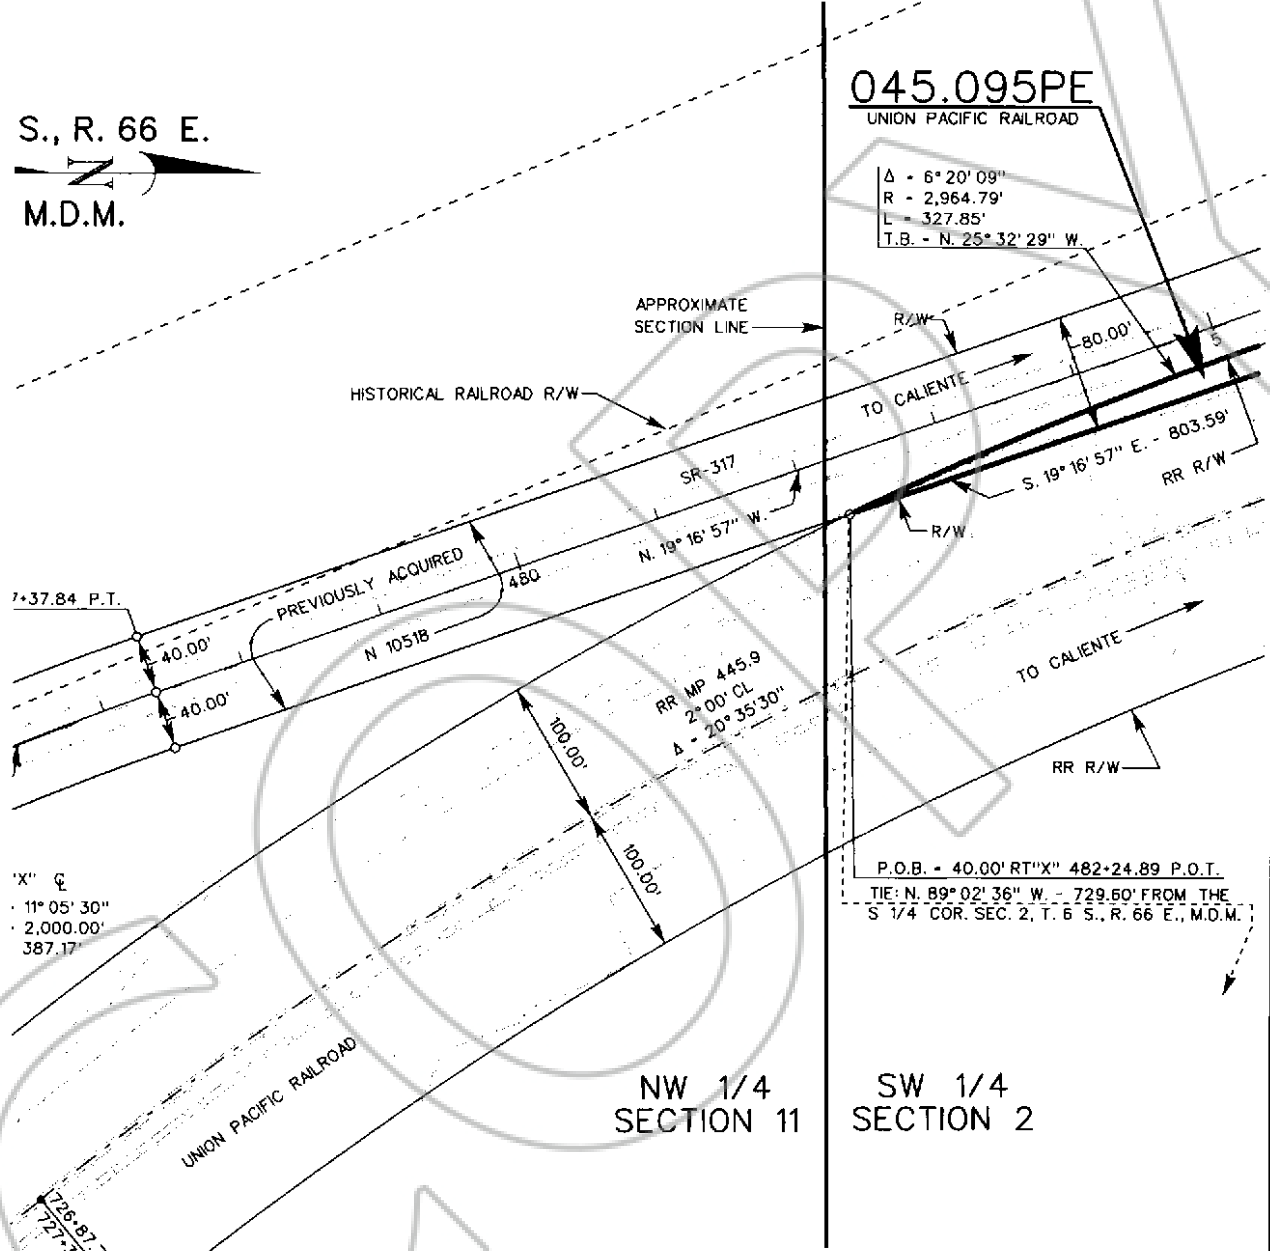 S., R. 66 E.
M.D.M.
045.095PE
UNION PACIFIC RAILROAD
Δ - 6° 20' 09"
R - 2,964.79'
L - 327.85'
T.B. - N. 25° 32' 29" W.
APPROXIMATE
SECTION LINE
R/W
80.00'
5
HISTORICAL RAILROAD R/W
TO CALIENTE
SR-317
S. 19° 16' 57" E. - 803.59'
RR R/W
N. 19° 16' 57" W.
R/W
PREVIOUSLY ACQUIRED
480
7+37.84 P.T.
40.00'
N 1051B
40.00'
RR MP 445.9
2° 00' CL
Δ - 20° 35'30"
TO CALIENTE
100.00'
RR R/W
100.00'
"X" ℄
11° 05' 30"
2,000.00'
387.17'
P.O.B. - 40.00' RT"X" 482+24.89 P.O.T.
TIE: N. 89° 02' 36" W. - 729.60' FROM THE
S 1/4 COR. SEC. 2, T. 6 S., R. 66 E., M.D.M.
UNION PACIFIC RAILROAD
NW 1/4
SECTION 11
SW 1/4
SECTION 2
726+87.
727+